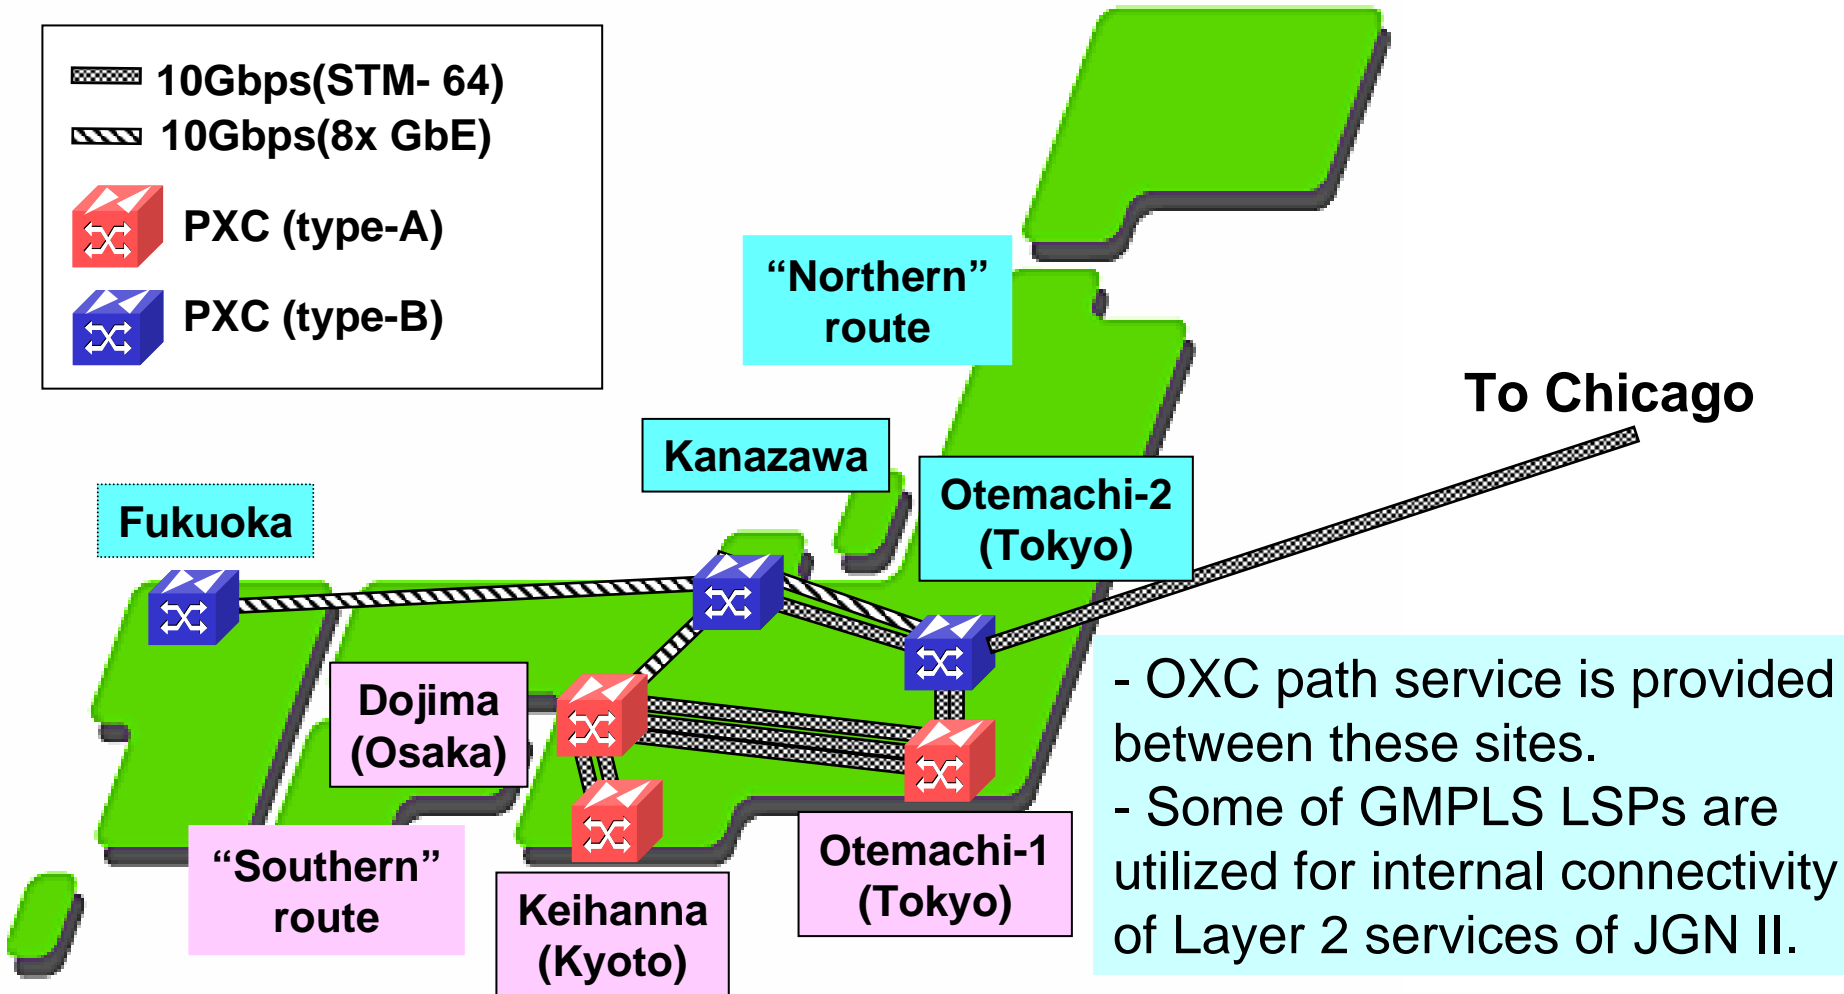 10Gbps(STM- 64)
10Gbps(8x GbE)
PXC (type-A)
PXC (type-B)
“Northern”
route
To Chicago
Kanazawa
Otemachi-2
(Tokyo)
Fukuoka
Dojima
(Osaka)
“Southern”
route
Keihanna
(Kyoto)
Otemachi-1
(Tokyo)
- OXC path service is provided
between these sites.
- Some of GMPLS LSPs are
utilized for internal connectivity
of Layer 2 services of JGN II.